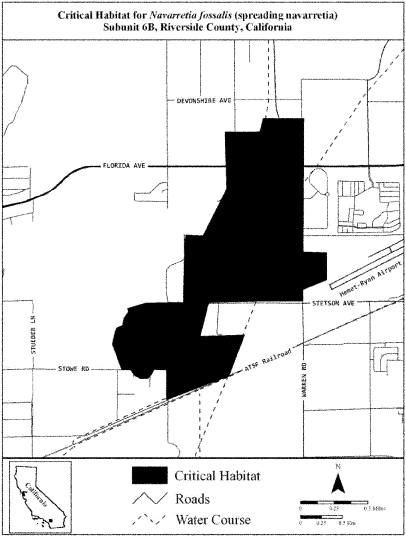 Critical Habitat for Navarretia fossalis (spreading navarretia)
Subunit 6B, Riverside County, California
DEVONSHIRE AVE
FLORIDA AVE
Hemet-Ryan Airport
STETSON AVE
STUEBER LN
ATSF Railroad
STOWE RD
WARREN RD
California
Critical Habitat
Roads
Water Course
N
0 0.25 0.5 Miles
0 0.25 0.5 Km